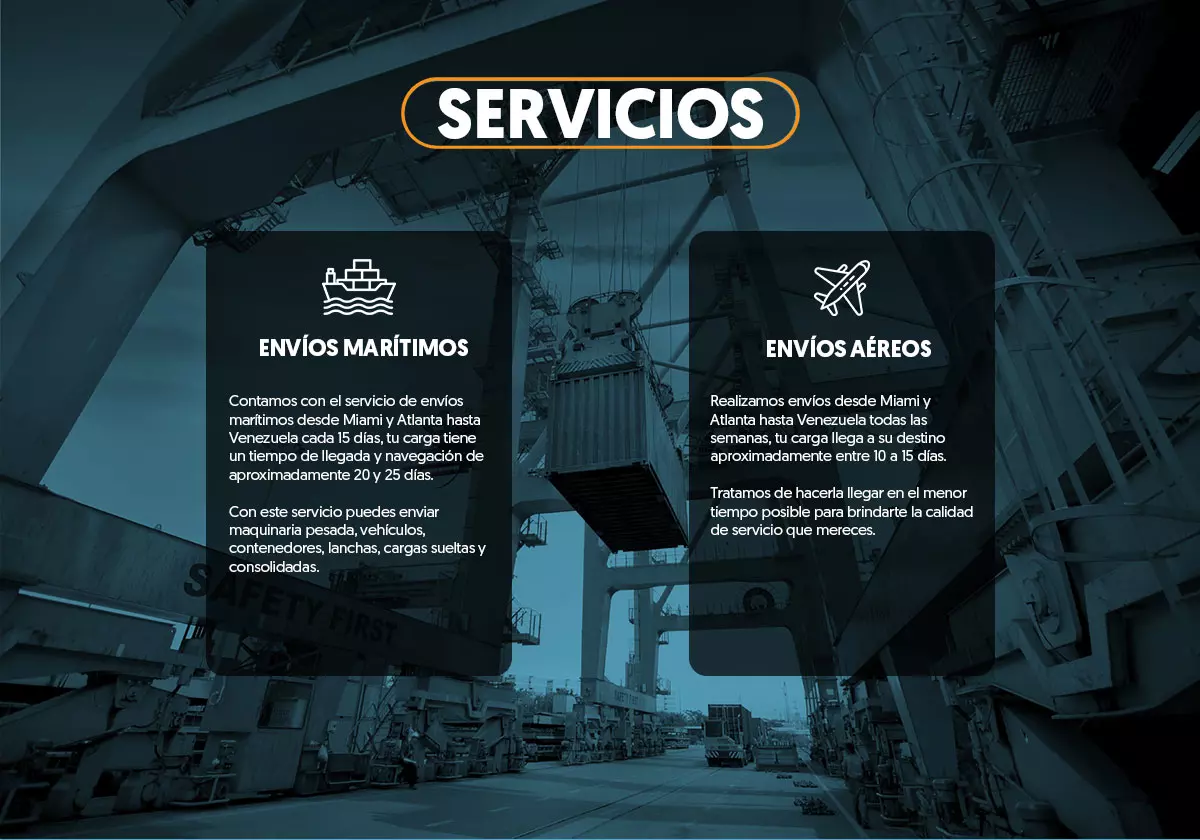 SERVICIOS
ENVÍOS MARÍTIMOS
Contamos con el servicio de envíos
marítimos desde Miami y Atlanta hasta
Venezuela cada 15 días, tu carga tiene
un tiempo de llegada y navegación de
aproximadamente 20 y 25 días.
Con este servicio puedes enviar
maquinaria pesada, vehículos,
contenedores, lanchas, cargas sueltas y
consolidadas.
ENVÍOS AÉREOS
Realizamos envíos desde Miami y
Atlanta hasta Venezuela todas las
semanas, tu carga llega a su destino
aproximadamente entre 10 a 15 días.
Tratamos de hacerla llegar en el menor
tiempo posible para brindarte la calidad
de servicio que mereces.
SAFETY FIRST
SAFETY FIRST